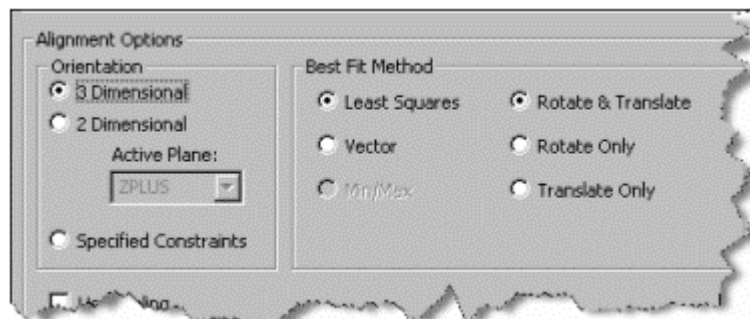 Alignment Options
Orientation
3 Dimensional
2 Dimensional
Active Plane:
ZPLUS
Specified Constraints
Best Fit Method
Least Squares
Vector
Min/Max
Rotate & Translate
Rotate Only
Translate Only